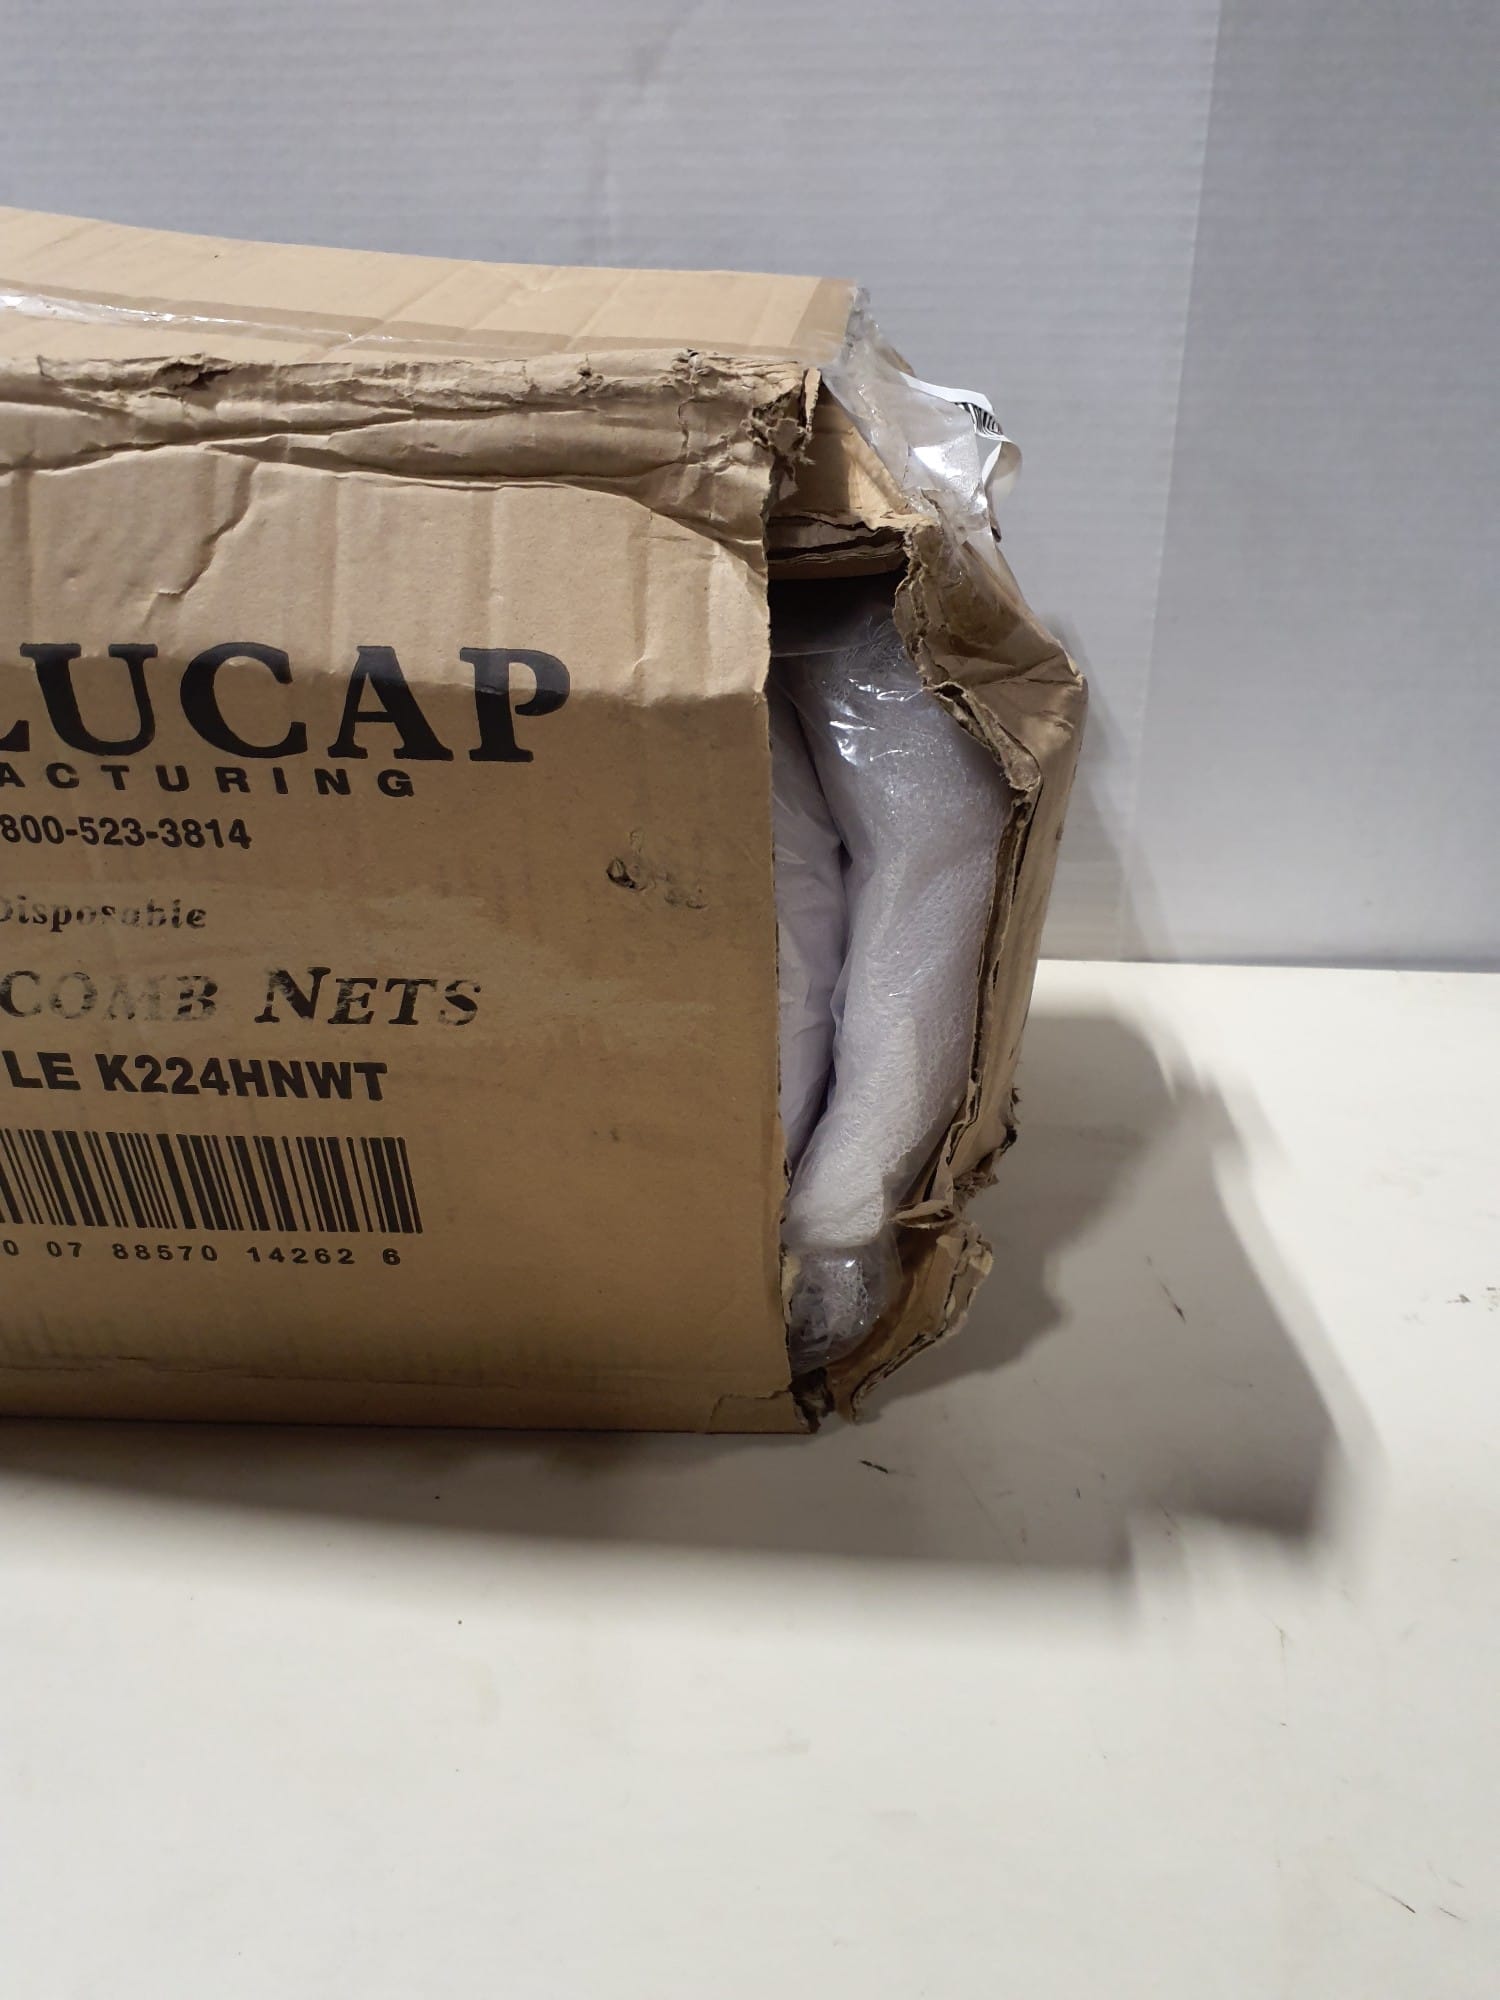 LUCAP
ACTURING
800-523-3814
Disposable
COMB NETS
LE K224HNWT
0 07 88570 14262 6